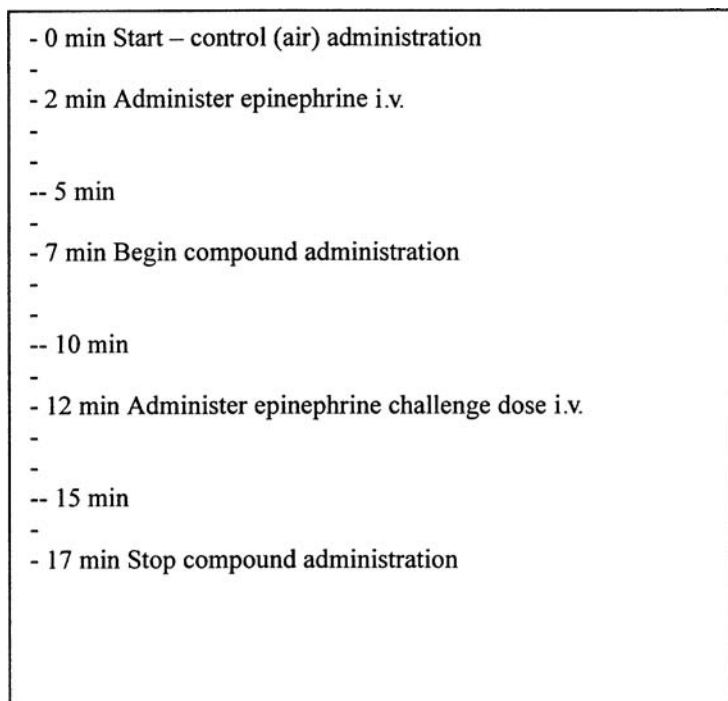 - 0 min Start – control (air) administration
-
- 2 min Administer epinephrine i.v.
-
-
-- 5 min
-
- 7 min Begin compound administration
-
-
-- 10 min
-
- 12 min Administer epinephrine challenge dose i.v.
-
-
-- 15 min
-
- 17 min Stop compound administration